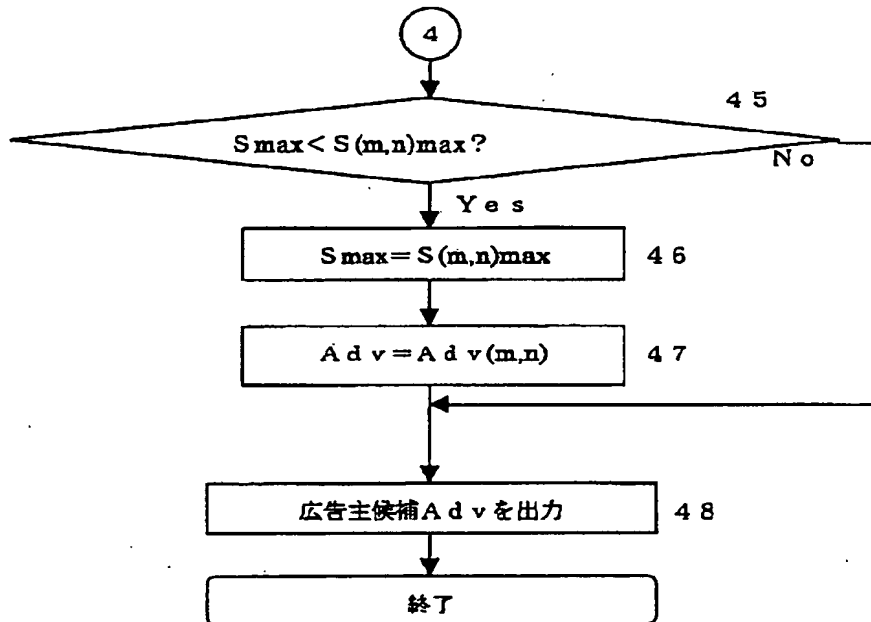 4
45
Smax<S(m,n)max?
No
Yes
Smax=S(m,n)max 46
Adv=Adv(m,n) 47
広告主候補Advを出力 48
終了